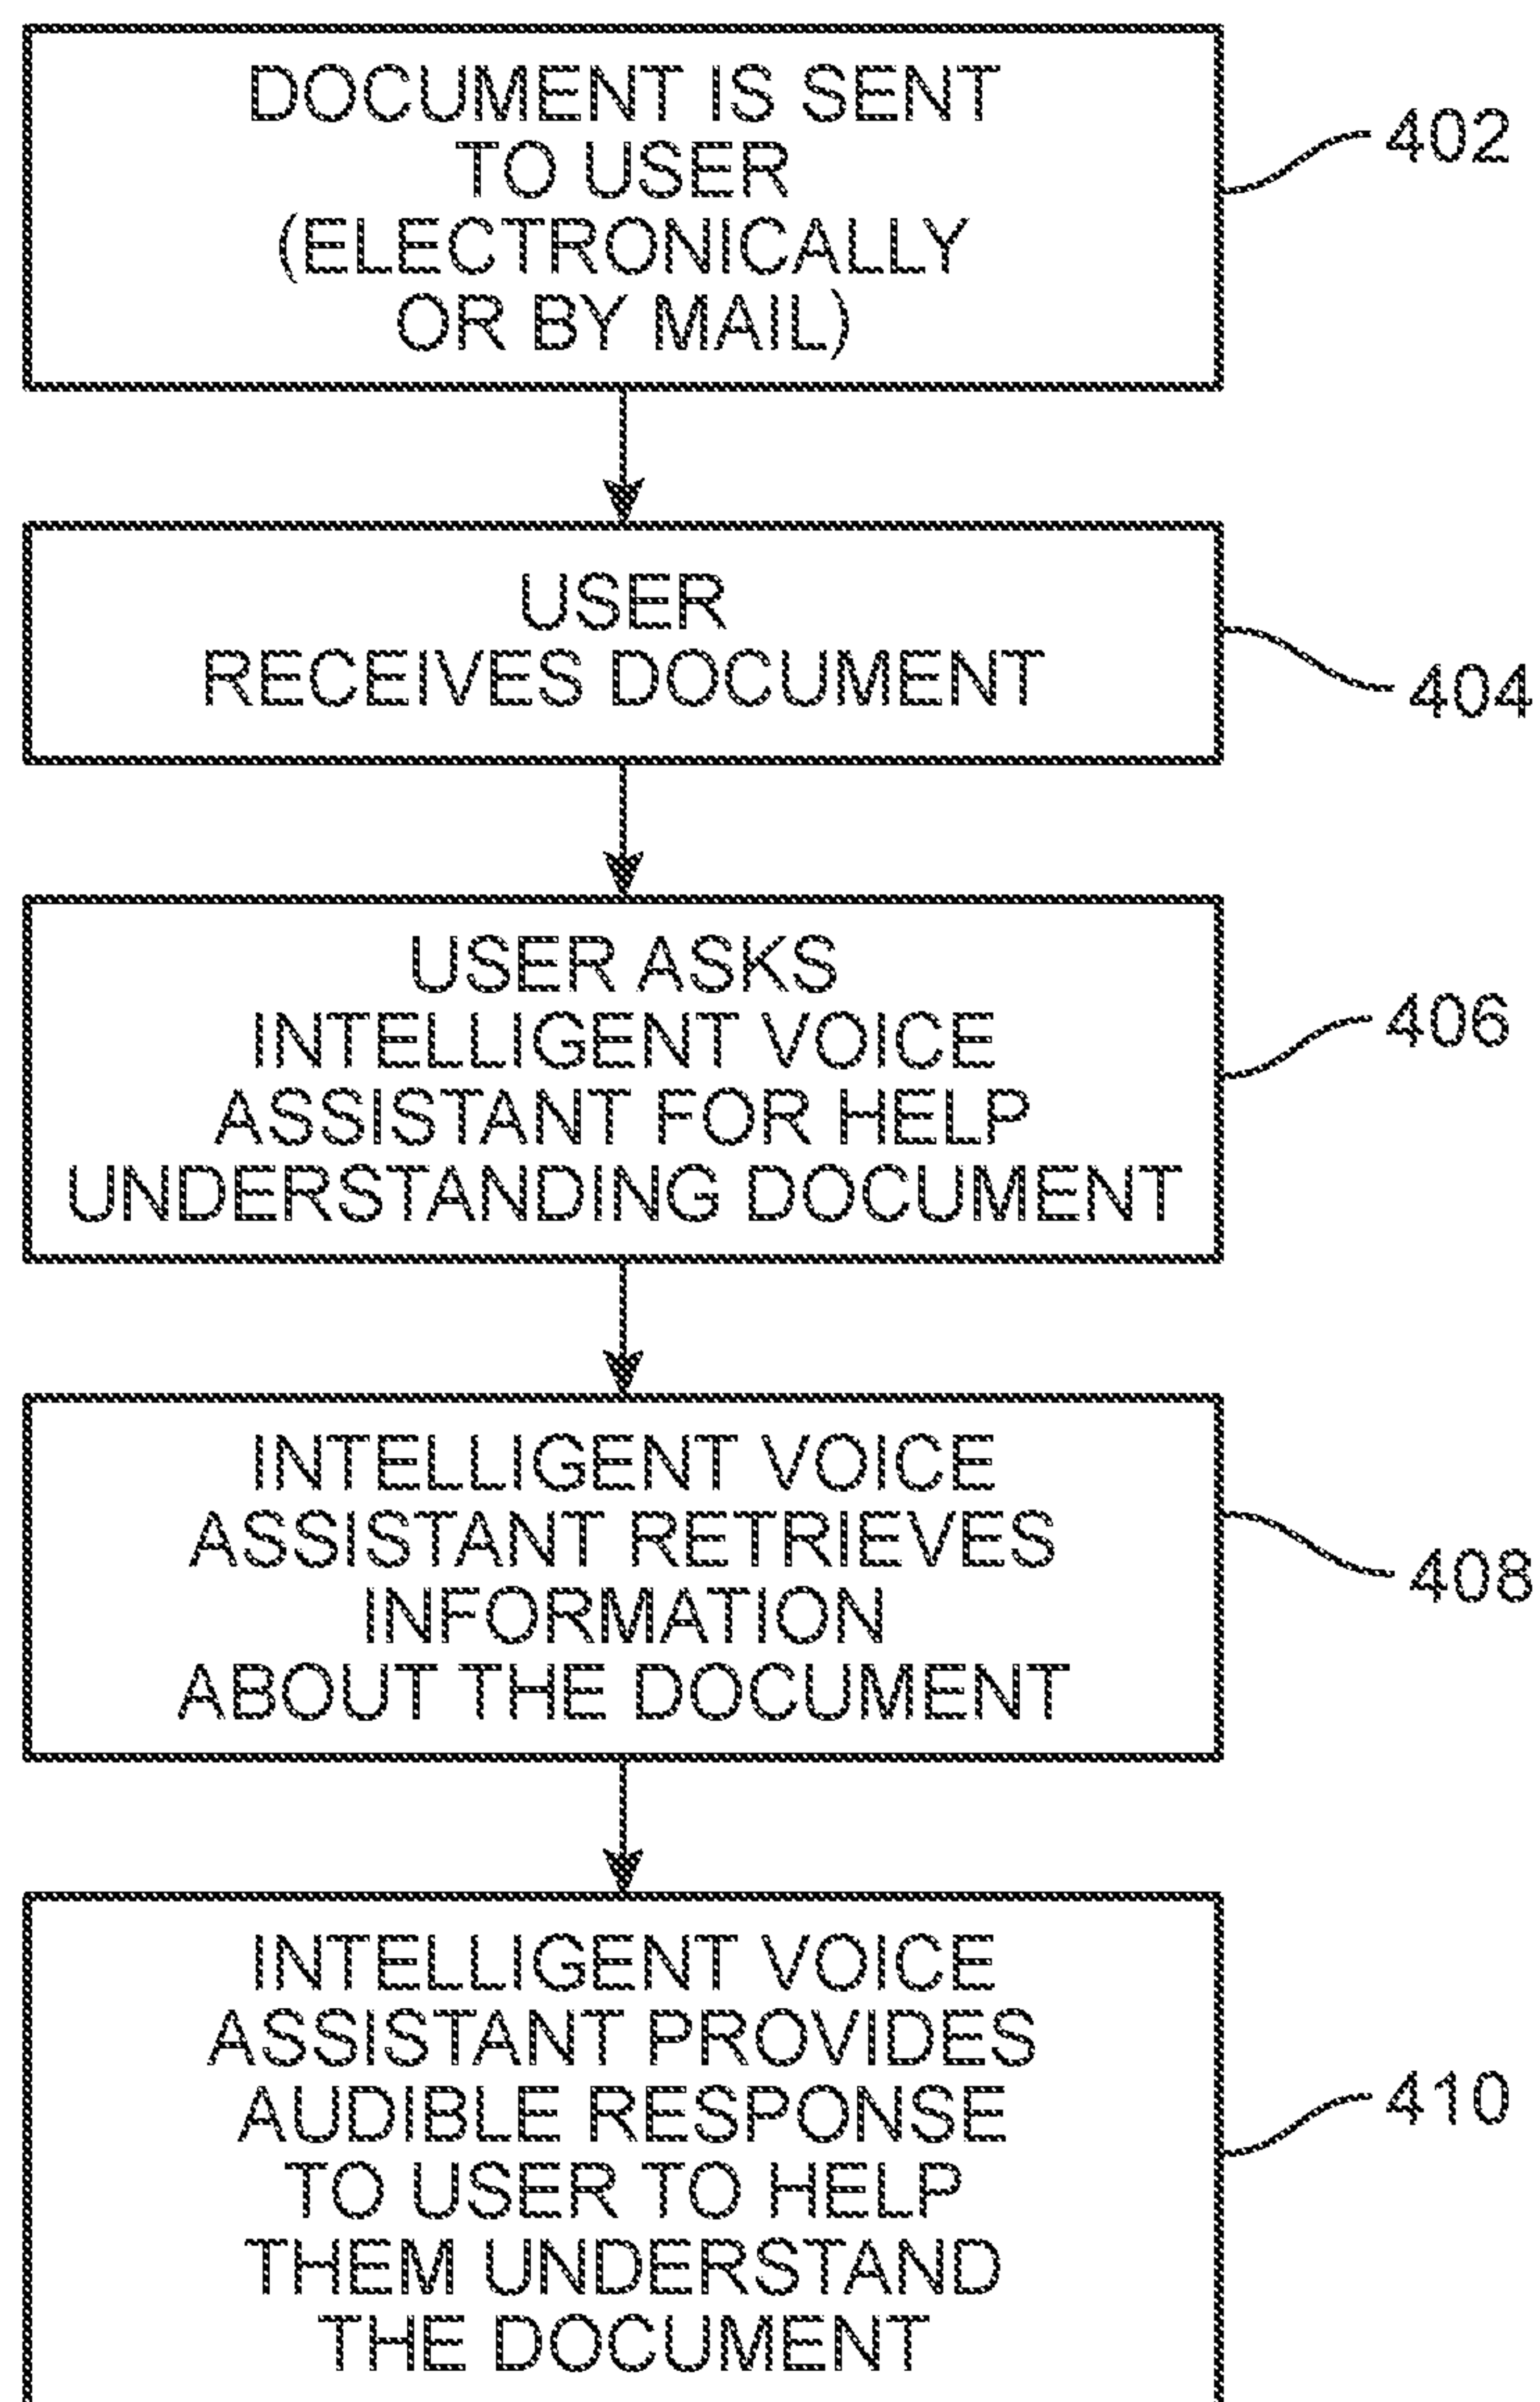 DOCUMENT IS SENT
TO USER
(ELECTRONICALLY
OR BY MAIL)
402
USER
RECEIVES DOCUMENT
404
USER ASKS
INTELLIGENT VOICE
ASSISTANT FOR HELP
UNDERSTANDING DOCUMENT
406
INTELLIGENT VOICE
ASSISTANT RETRIEVES
INFORMATION
ABOUT THE DOCUMENT
408
INTELLIGENT VOICE
ASSISTANT PROVIDES
AUDIBLE RESPONSE
TO USER TO HELP
THEM UNDERSTAND
THE DOCUMENT
410